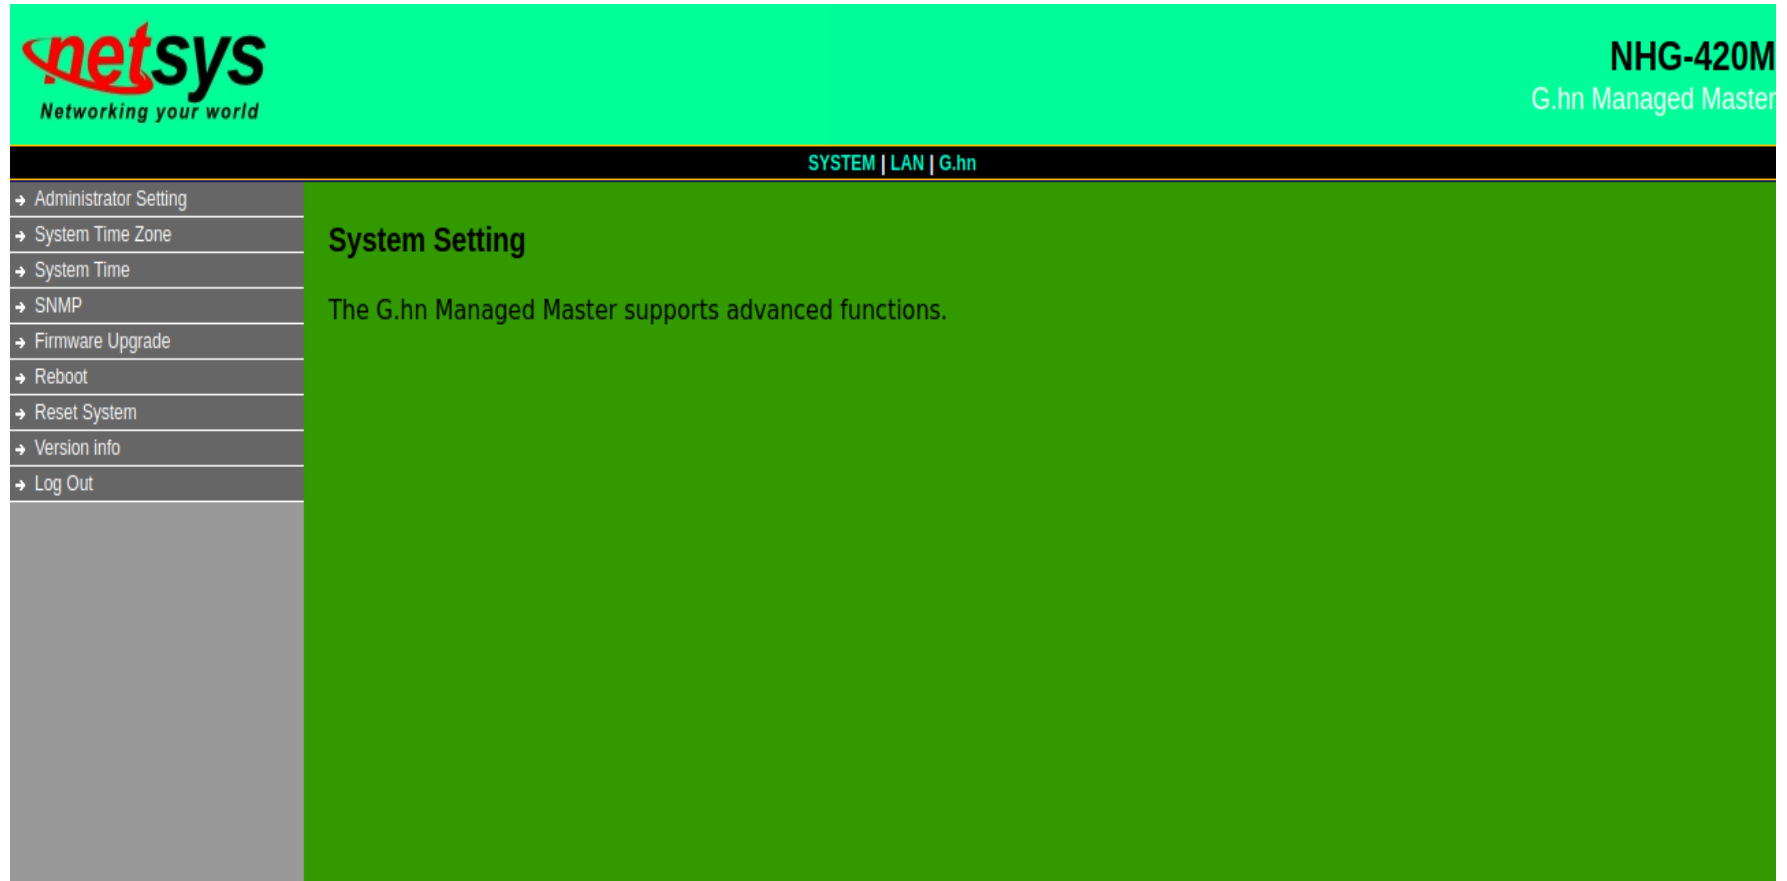 netsys
Networking your world
NHG-420M
G.hn Managed Master
SYSTEM | LAN | G.hn
Administrator Setting
System Time Zone
System Time
SNMP
Firmware Upgrade
Reboot
Reset System
Version info
Log Out
System Setting
The G.hn Managed Master supports advanced functions.